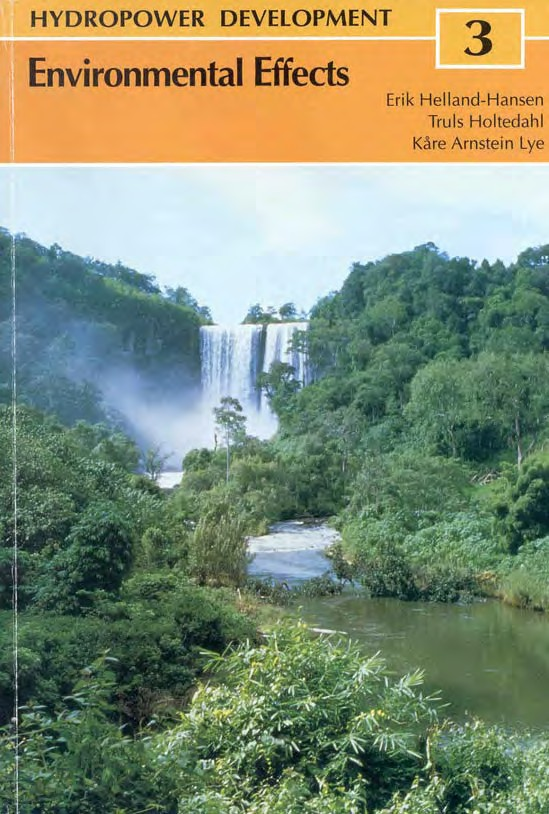 HYDROPOWER DEVELOPMENT
3
Environmental Effects
Erik Helland-Hansen
Truls Holtedahl
Kåre Arnstein Lye